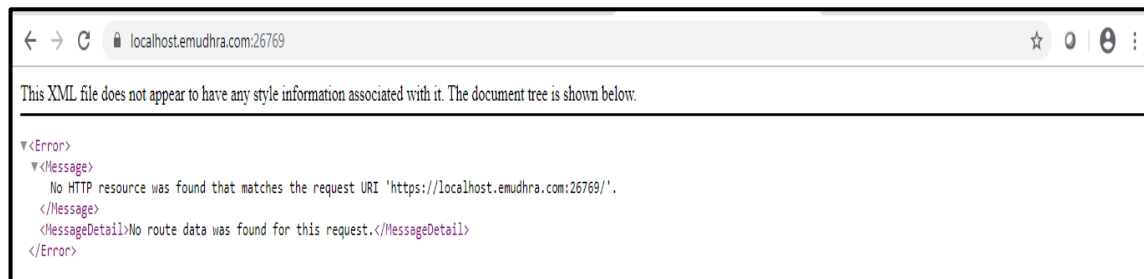 localhost.emudhra.com:26769
This XML file does not appear to have any style information associated with it. The document tree is shown below.
▼<Error>
▼<Message>
No HTTP resource was found that matches the request URI 'https://localhost.emudhra.com:26769/'.
</Message>
<MessageDetail>No route data was found for this request.</MessageDetail>
</Error>